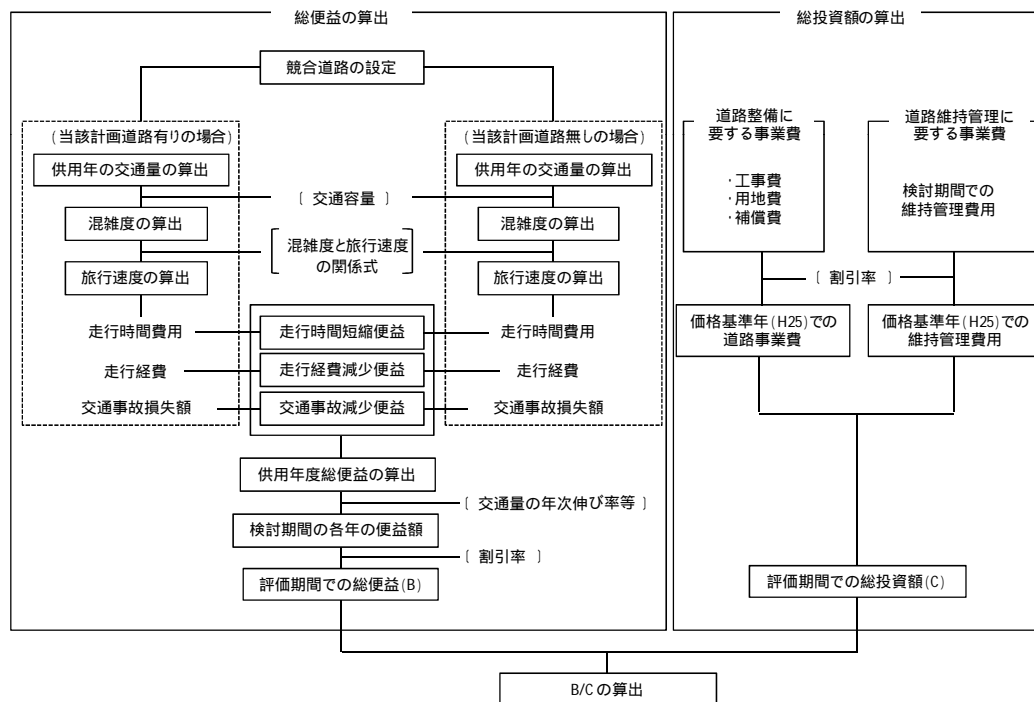 総便益の算出
競合道路の設定
(当該計画道路有りの場合)
供用年の交通量の算出
混雑度の算出
旅行速度の算出
走行時間費用
走行経費
交通事故損失額
〔 交通容量 〕
混雑度と旅行速度
の関係式
走行時間短縮便益
走行経費減少便益
交通事故減少便益
(当該計画道路無しの場合)
供用年の交通量の算出
混雑度の算出
旅行速度の算出
走行時間費用
走行経費
交通事故損失額
供用年度総便益の算出
〔 交通量の年次伸び率等〕
検討期間の各年の便益額
〔 割引率 〕
評価期間での総便益(B)
総投資額の算出
道路整備に
要する事業費
・工事費
・用地費
・補償費
道路維持管理に
要する事業費
検討期間での
維持管理費用
〔 割引率 〕
価格基準年(H25)での
道路事業費
価格基準年(H25)での
維持管理費用
評価期間での総投資額(C)
B/Cの算出